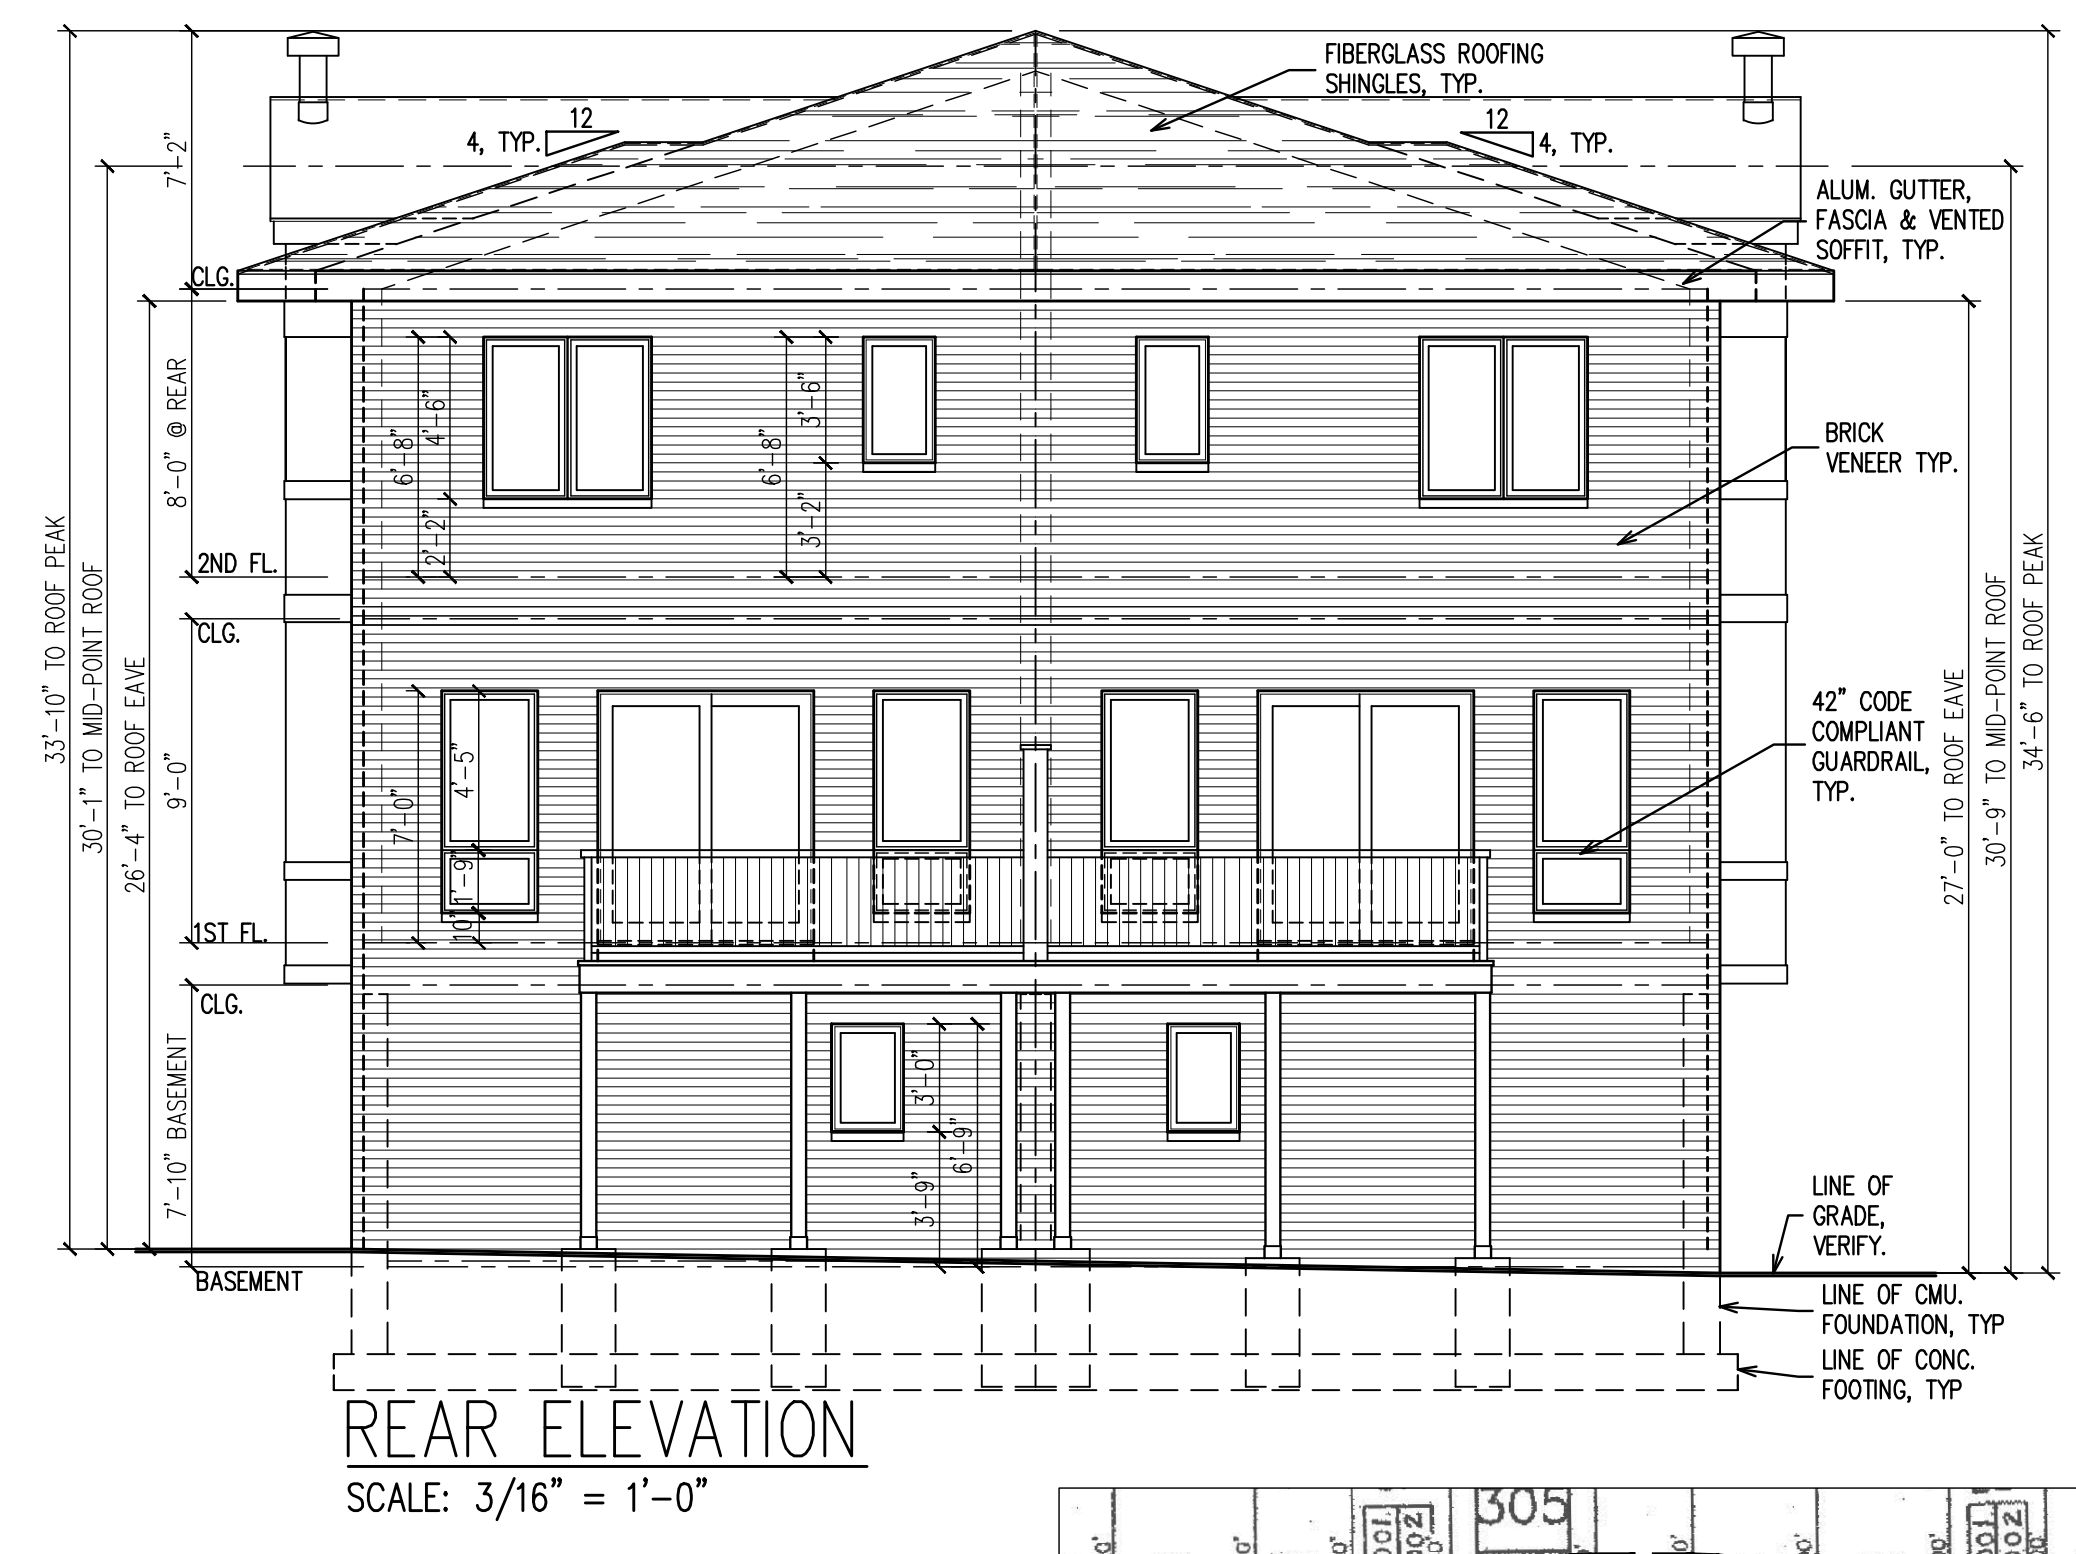 FIBERGLASS ROOFING
SHINGLES, TYP.
12
4, TYP.
12
4, TYP.
ALUM. GUTTER,
FASCIA & VENTED
SOFFIT, TYP.
7'-2"
CLG.
8'-0" @ REAR
2ND FL.
CLG.
9'-0"
1ST FL.
CLG.
7'-10" BASEMENT
BASEMENT
33'-10" TO ROOF PEAK
30'-1" TO MID-POINT ROOF
26'-4" TO ROOF EAVE
6'-8"
4'-6"
2'-2"
6'-8"
3'-6"
3'-2"
BRICK
VENEER TYP.
7'-0"
4'-5"
1'-9"
10"
42" CODE
COMPLIANT
GUARDRAIL,
TYP.
27'-0" TO ROOF EAVE
30'-9" TO MID-POINT ROOF
34'-6" TO ROOF PEAK
3'-0"
6'-9"
3'-9"
LINE OF
GRADE,
VERIFY.
LINE OF CMU.
FOUNDATION, TYP
LINE OF CONC.
FOOTING, TYP
REAR ELEVATION
SCALE: 3/16" = 1'-0"
305